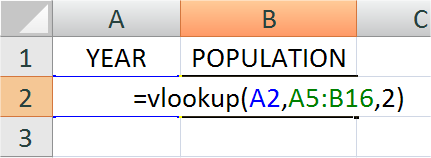 A B C
1 YEAR POPULATION
2 =vlookup(A2,A5:B16,2)
3